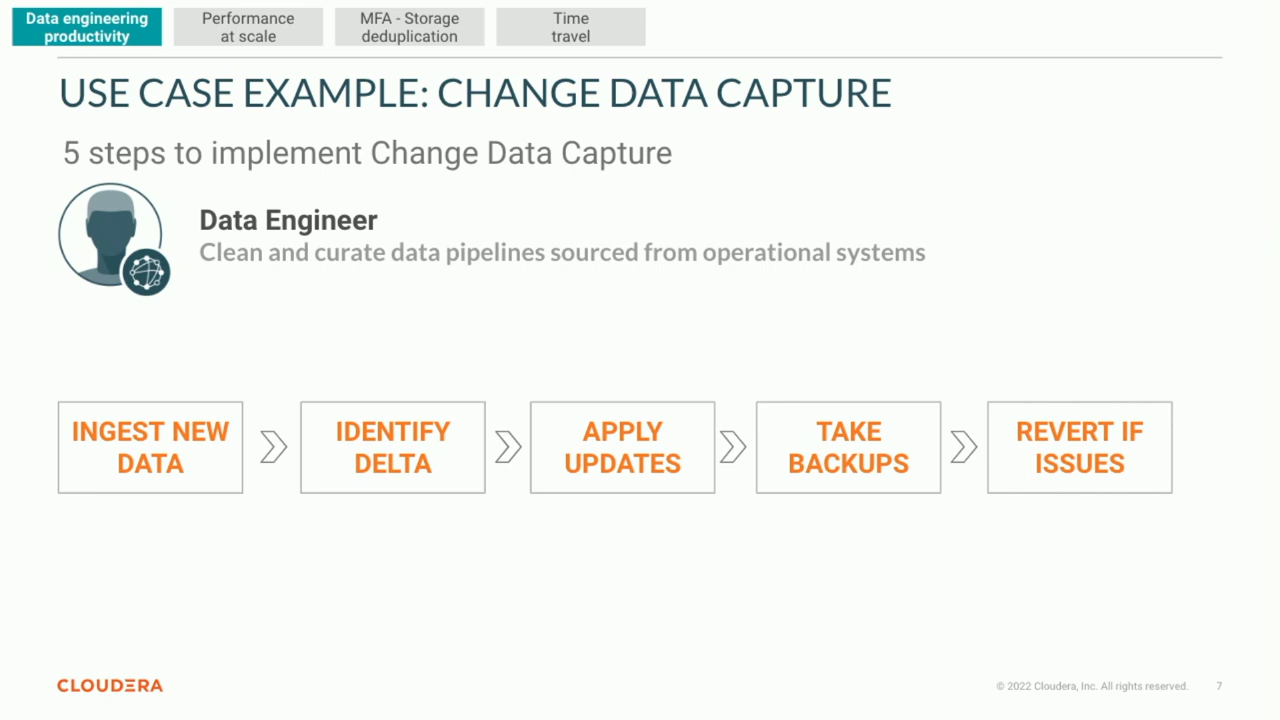 Data engineering
productivity
Performance
at scale
MFA - Storage
deduplication
Time
travel
USE CASE EXAMPLE: CHANGE DATA CAPTURE
5 steps to implement Change Data Capture
Data Engineer
Clean and curate data pipelines sourced from operational systems
INGEST NEW
DATA
IDENTIFY
DELTA
APPLY
UPDATES
TAKE
BACKUPS
REVERT IF
ISSUES
CLOUDERA
© 2022 Cloudera, Inc. All rights reserved. 7